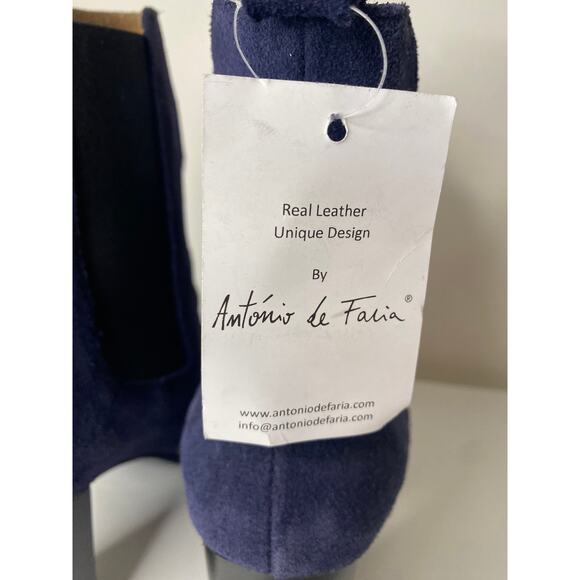 Real Leather
Unique Design
By
António de Faria®
www.antoniodefaria.com
info@antoniodefaria.com